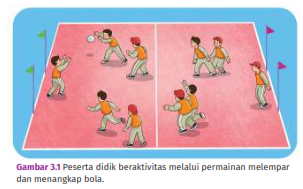 Gambar 3.1 Peserta didik beraktivitas melalui permainan melempar
dan menangkap bola.